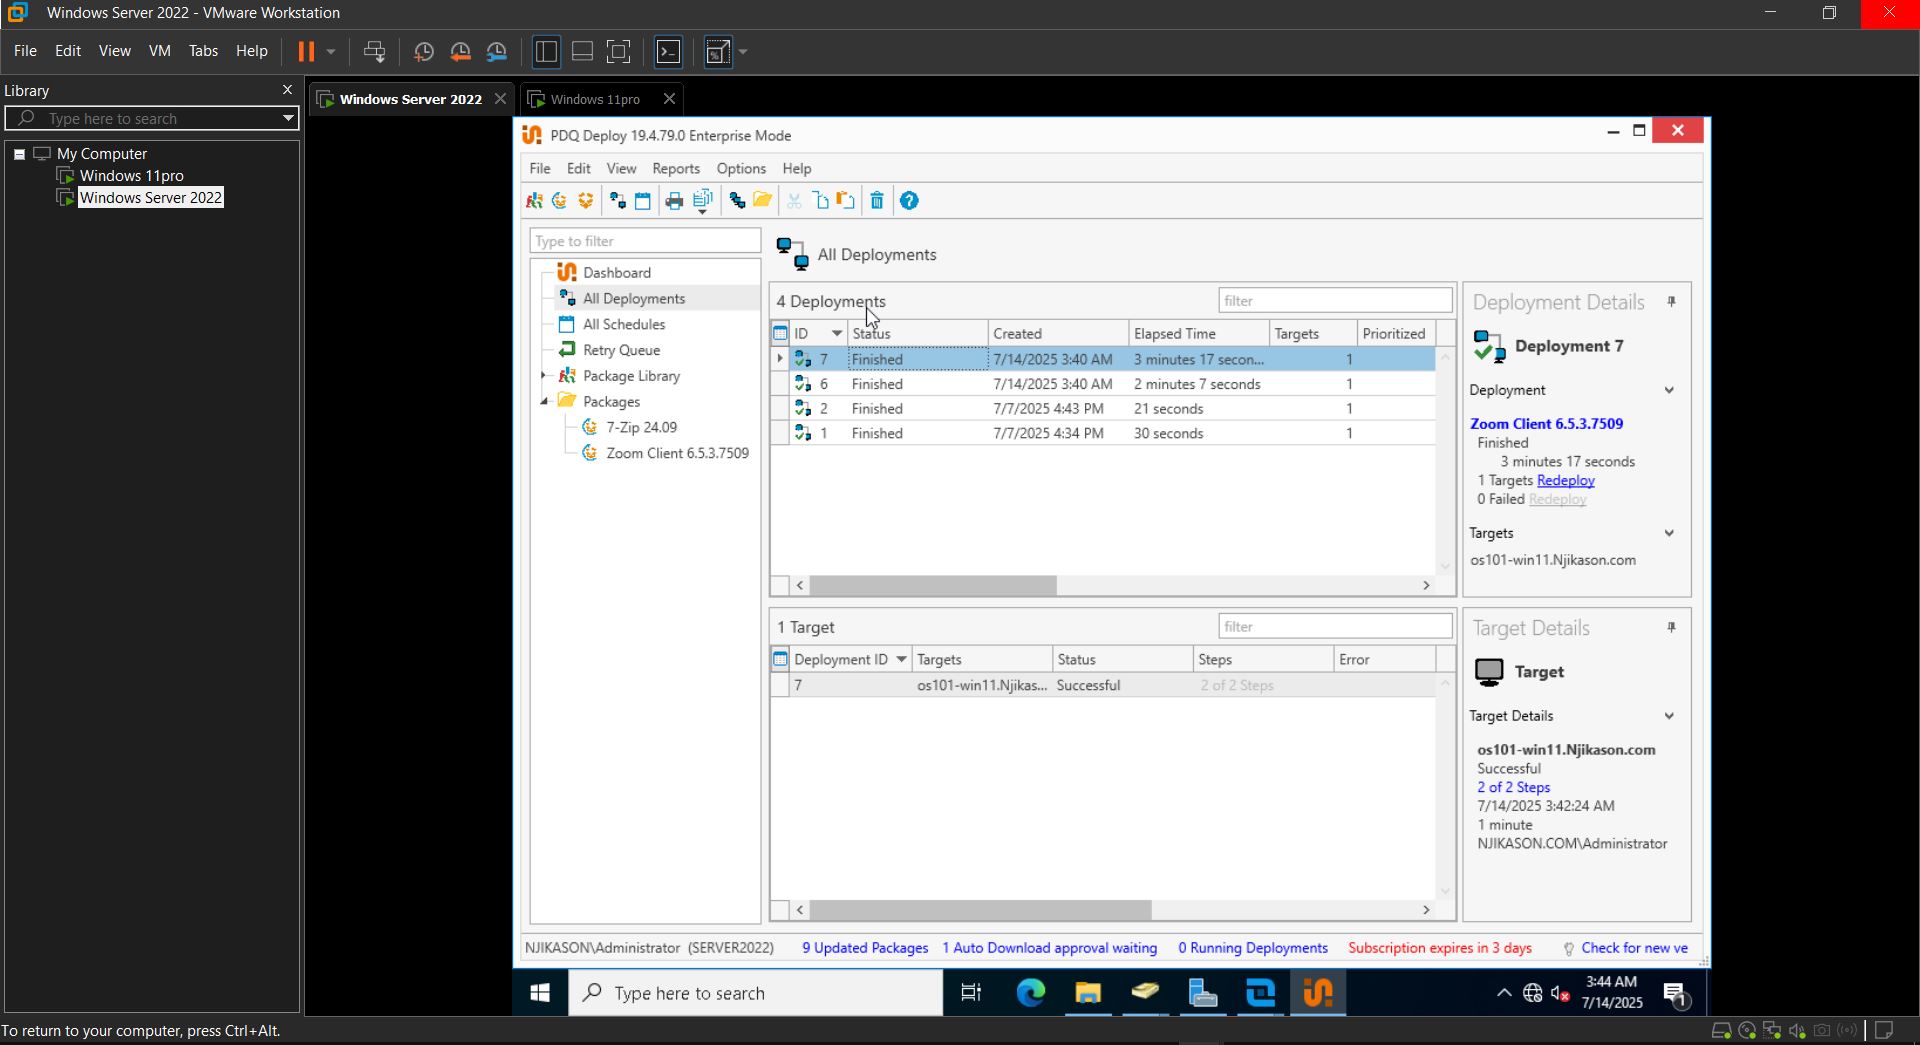 Windows Server 2022 - VMware Workstation
File Edit View VM Tabs Help
Library
Type here to search
My Computer
Windows 11pro
Windows Server 2022
Windows Server 2022
Windows 11pro
PDQ Deploy 19.4.79.0 Enterprise Mode
File Edit View Reports Options Help
Type to filter
Dashboard
All Deployments
All Schedules
Retry Queue
Package Library
Packages
7-Zip 24.09
Zoom Client 6.5.3.7509
All Deployments
4 Deployments
filter
ID Status Created Elapsed Time Targets Prioritized
7 Finished 7/14/2025 3:40 AM 3 minutes 17 secon... 1
6 Finished 7/14/2025 3:40 AM 2 minutes 7 seconds 1
2 Finished 7/7/2025 4:43 PM 21 seconds 1
1 Finished 7/7/2025 4:34 PM 30 seconds 1
Deployment Details
Deployment 7
Deployment
Zoom Client 6.5.3.7509
Finished
3 minutes 17 seconds
1 Targets Redeploy
0 Failed Redeploy
Targets
os101-win11.Njikason.com
1 Target
filter
Deployment ID Targets Status Steps Error
7 os101-win11.Njikas... Successful 2 of 2 Steps
Target Details
Target
Target Details
os101-win11.Njikason.com
Successful
2 of 2 Steps
7/14/2025 3:42:24 AM
1 minute
NJIKASON.COM\Administrator
NJIKASON\Administrator (SERVER2022) 9 Updated Packages 1 Auto Download approval waiting 0 Running Deployments Subscription expires in 3 days Check for new ve
Type here to search
3:44 AM
7/14/2025
1
To return to your computer, press Ctrl+Alt.